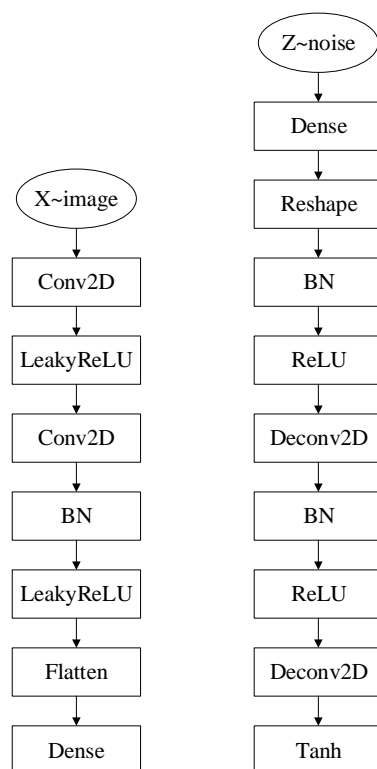 X~image
Conv2D
LeakyReLU
Conv2D
BN
LeakyReLU
Flatten
Dense
Z~noise
Dense
Reshape
BN
ReLU
Deconv2D
BN
ReLU
Deconv2D
Tanh